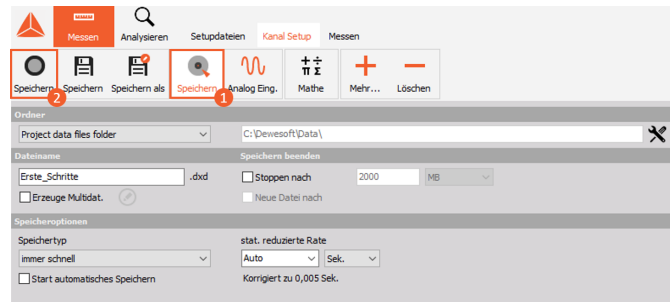 Messen Analysieren Setupdateien Kanal Setup Messen
Speichern Speichern Speichern als Speichern Analog Eing. Mathe Mehr... Löschen
2 1
Ordner
Project data files folder C:\Dewesoft\Data\
Dateiname Speichern beenden
Erste_Schritte .dxd Stoppen nach 2000 MB
Erzeuge Multidat. Neue Datei nach
Speicheroptionen
Speichertyp stat. reduzierte Rate
immer schnell Auto Sek.
Start automatisches Speichern Korrigiert zu 0,005 Sek.